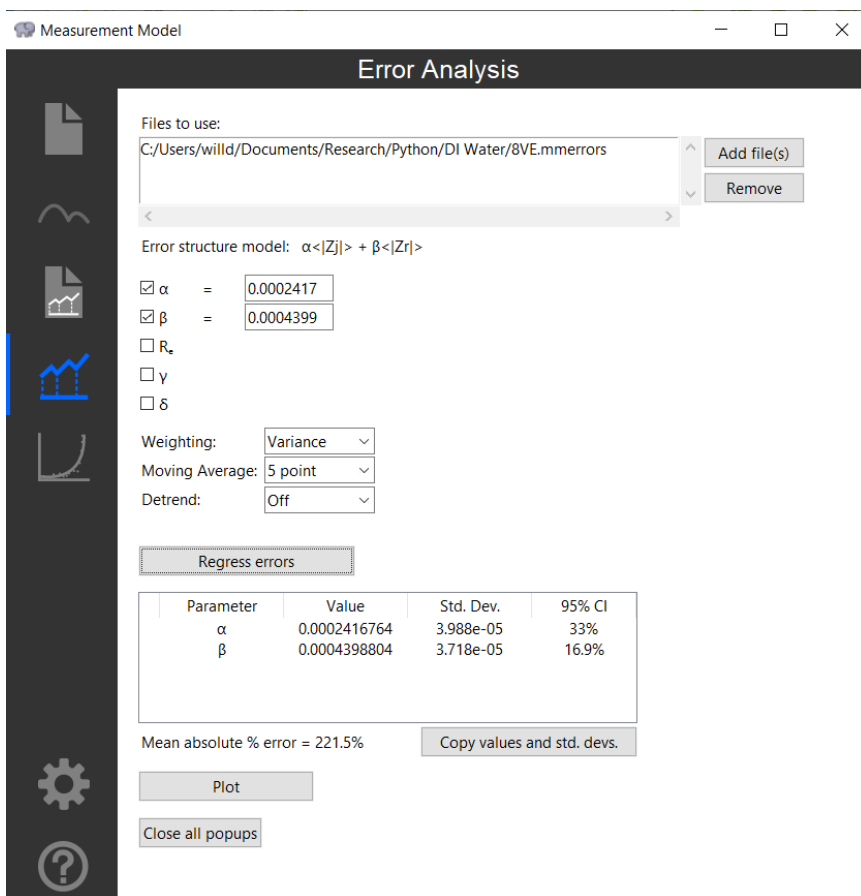 Measurement Model
Error Analysis
Files to use:
C:/Users/willd/Documents/Research/Python/DI Water/8VE.mmerrors
Add file(s)
Remove
Error structure model: α<|Zj|> + β<|Zr|>
α = 0.0002417
β = 0.0004399
Rₑ
γ
δ
Weighting: Variance
Moving Average: 5 point
Detrend: Off
Regress errors
Parameter Value Std. Dev. 95% CI
α 0.0002416764 3.988e-05 33%
β 0.0004398804 3.718e-05 16.9%
Mean absolute % error = 221.5%
Copy values and std. devs.
Plot
Close all popups